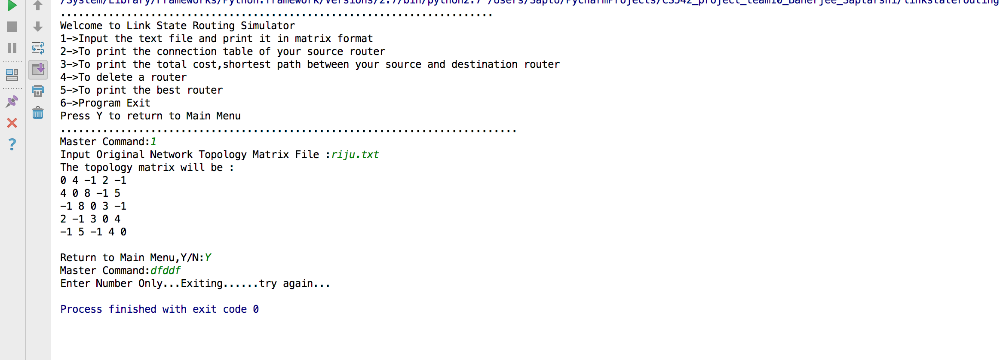 /System/Library/Frameworks/Python.framework/Versions/2.7/bin/python2.7 /Users/Sapto/PycharmProjects/CS542_project_team10_Banerjee_Saptarshi/linkstaterouting
........................................................................
Welcome to Link State Routing Simulator
1->Input the text file and print it in matrix format
2->To print the connection table of your source router
3->To print the total cost,shortest path between your source and destination router
4->To delete a router
5->To print the best router
6->Program Exit
Press Y to return to Main Menu
............................................................................
Master Command:1
Input Original Network Topology Matrix File :riju.txt
The topology matrix will be :
0 4 -1 2 -1
4 0 8 -1 5
-1 8 0 3 -1
2 -1 3 0 4
-1 5 -1 4 0
Return to Main Menu,Y/N:Y
Master Command:dfddf
Enter Number Only...Exiting......try again...
Process finished with exit code 0